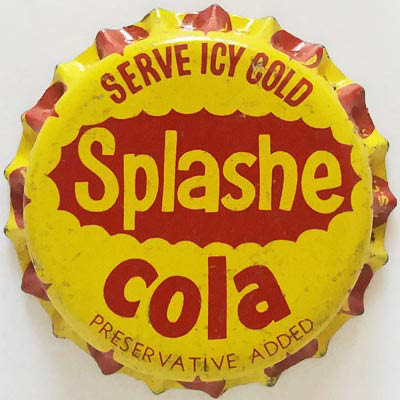 SERVE ICY COLD
Splashe
cola
PRESERVATIVE ADDED